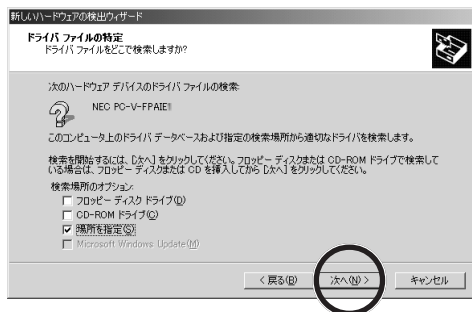 新しいハードウェアの検出ウィザード
ドライバ ファイルの特定
ドライバ ファイルをどこで検索しますか?
次のハードウェア デバイスのドライバ ファイルの検索:
NEC PC-V-FPAIE
このコンピュータ上のドライバ データベースおよび指定の検索場所から適切なドライバを検索します。
検索を開始するには、[次へ] をクリックしてください。フロッピー ディスクまたは CD-ROM ドライブで検索して
いる場合は、フロッピー ディスクまたは CD を挿入してから [次へ] をクリックしてください。
検索場所のオプション:
フロッピー ディスク ドライブ(D)
CD-ROM ドライブ(C)
場所を指定(S)
Microsoft Windows Update(M)
< 戻る(B)
次へ(N) >
キャンセル